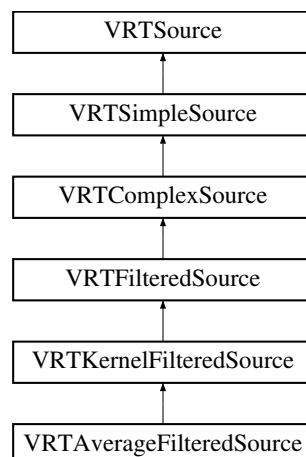 VRTSource
VRTSimpleSource
VRTComplexSource
VRTFilteredSource
VRTKernelFilteredSource
VRTAverageFilteredSource